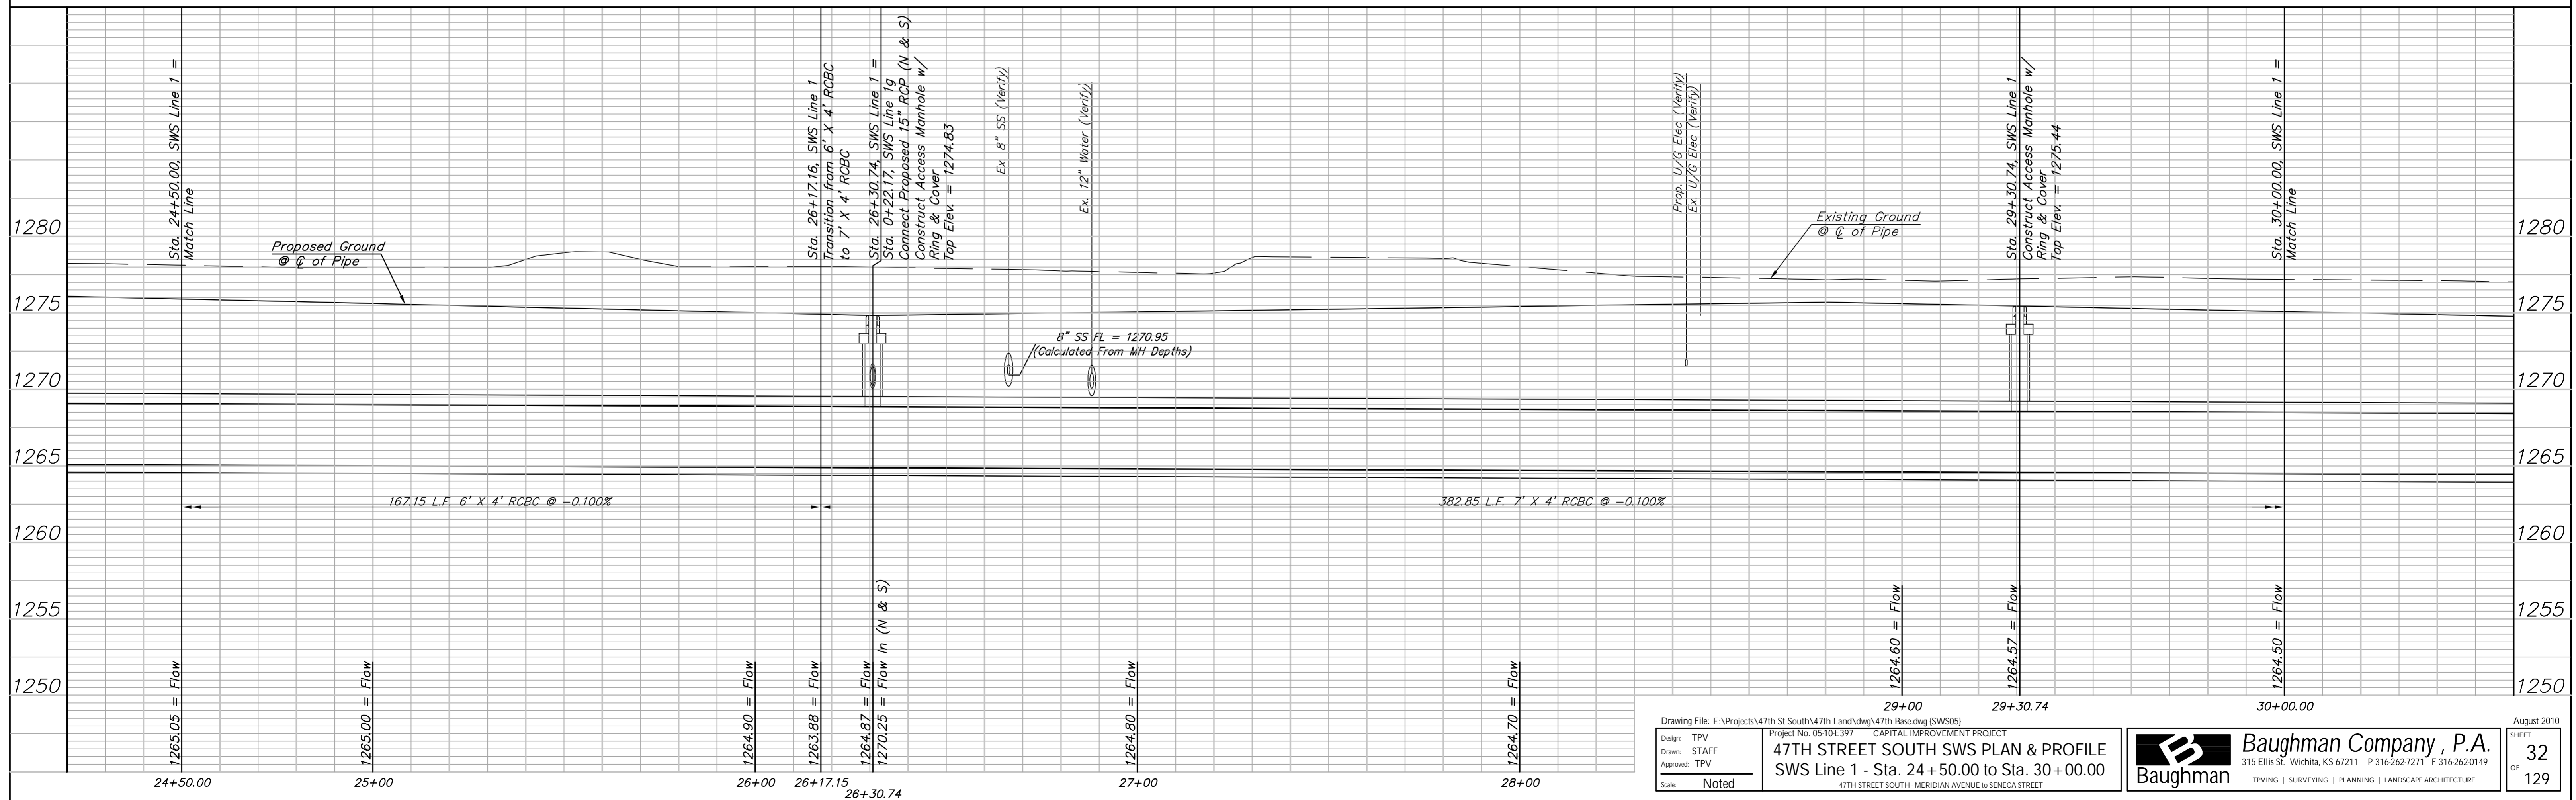 Sta. 24+50.00, SWS Line 1 =
Match Line
Sta. 26+17.16, SWS Line 1
Transition from 6' X 4' RCBC
to 7' X 4' RCBC
Sta. 26+30.74, SWS Line 1 =
Sta. 0+22.17, SWS Line 1g
Connect Proposed 15" RCP (N & S)
Construct Access Manhole w/
Ring & Cover
Top Elev. = 1274.83
Ex 8" SS (Verify)
Ex. 12" Water (Verify)
Prop. U/G Elec (Verify)
Ex. U/G Elec (Verify)
Sta. 29+30.74, SWS Line 1
Construct Access Manhole w/
Ring & Cover
Top Elev. = 1275.44
Sta. 30+00.00, SWS Line 1 =
Match Line
1280
1280
Proposed Ground
@ ℄ of Pipe
Existing Ground
@ ℄ of Pipe
1275
1275
8" SS FL = 1270.95
(Calculated From MH Depths)
1270
1270
1265
1265
167.15 L.F. 6' X 4' RCBC @ -0.100%
382.85 L.F. 7' X 4' RCBC @ -0.100%
1260
1260
1255
1255
1250
1250
1265.05 = Flow
1265.00 = Flow
1264.90 = Flow
1263.88 = Flow
1264.87 = Flow
1270.25 = Flow In (N & S)
1264.80 = Flow
1264.70 = Flow
1264.60 = Flow
1264.57 = Flow
1264.50 = Flow
29+00
29+30.74
30+00.00
24+50.00
25+00
26+00
26+17.15
26+30.74
27+00
28+00
Drawing File: E:\Projects\47th St South\47th Land\dwg\47th Base.dwg (SWS05)
August 2010
Design: TPV
Drawn: STAFF
Approved: TPV
Scale: Noted
Project No. 05-10-E397 CAPITAL IMPROVEMENT PROJECT
47TH STREET SOUTH SWS PLAN & PROFILE
SWS Line 1 - Sta. 24+50.00 to Sta. 30+00.00
47TH STREET SOUTH - MERIDIAN AVENUE to SENECA STREET
Baughman
Baughman Company, P.A.
315 Ellis St. Wichita, KS 67211 P 316-262-7271 F 316-262-0149
TPVING | SURVEYING | PLANNING | LANDSCAPE ARCHITECTURE
SHEET
32
OF
129